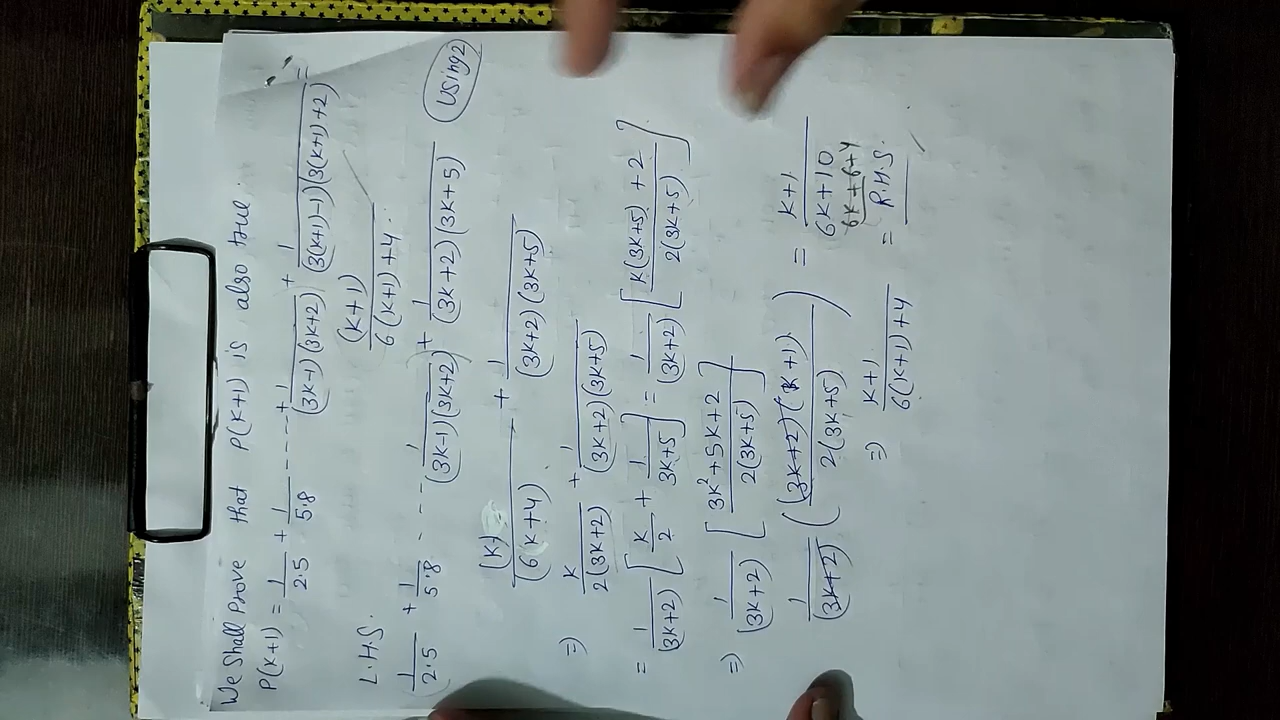 We Shall Prove that P(K+1) is also true.
P(K+1) = 1/2.5 + 1/5.8 ----+ 1/(3K-1)(3K+2) + 1/(3(K+1)-1)(3(K+1)+2) =
(K+1)/6(K+1)+4.
L.H.S.
1/2.5 + 1/5.8 - - - 1/(3K-1)(3K+2) + 1/(3K+2)(3K+5) Using 2
(K)/(6K+4) + 1/(3K+2)(3K+5)
=) K/2(3K+2) + 1/(3K+2)(3K+5)
= 1/(3K+2) [K/2 + 1/3K+5] = 1/(3K+2) [K(3K+5)+2/2(3K+5)]
=) 1/(3K+2) [3K²+5K+2/2(3K+5)]
1/(3K+2) ((3K+2)(K+1)/2(3K+5)) = K+1/6K+10
6K+6+4
=) K+1/6(K+1)+4 = R.H.S.